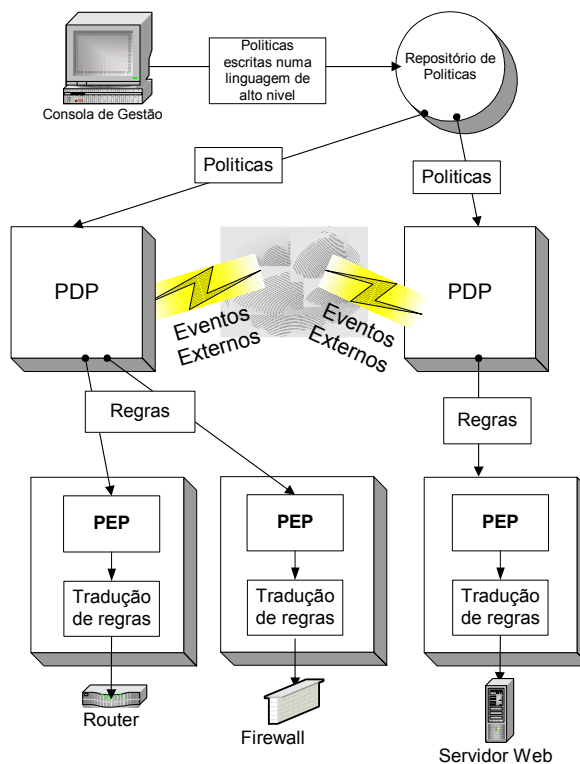 Politicas
escritas numa
linguagem de
alto nivel
Repositório de
Politicas
Consola de Gestão
Politicas
Politicas
PDP
Eventos
Externos
Eventos
Externos
PDP
Regras
Regras
PEP
Tradução
de regras
PEP
Tradução
de regras
PEP
Tradução
de regras
Router
Firewall
Servidor Web